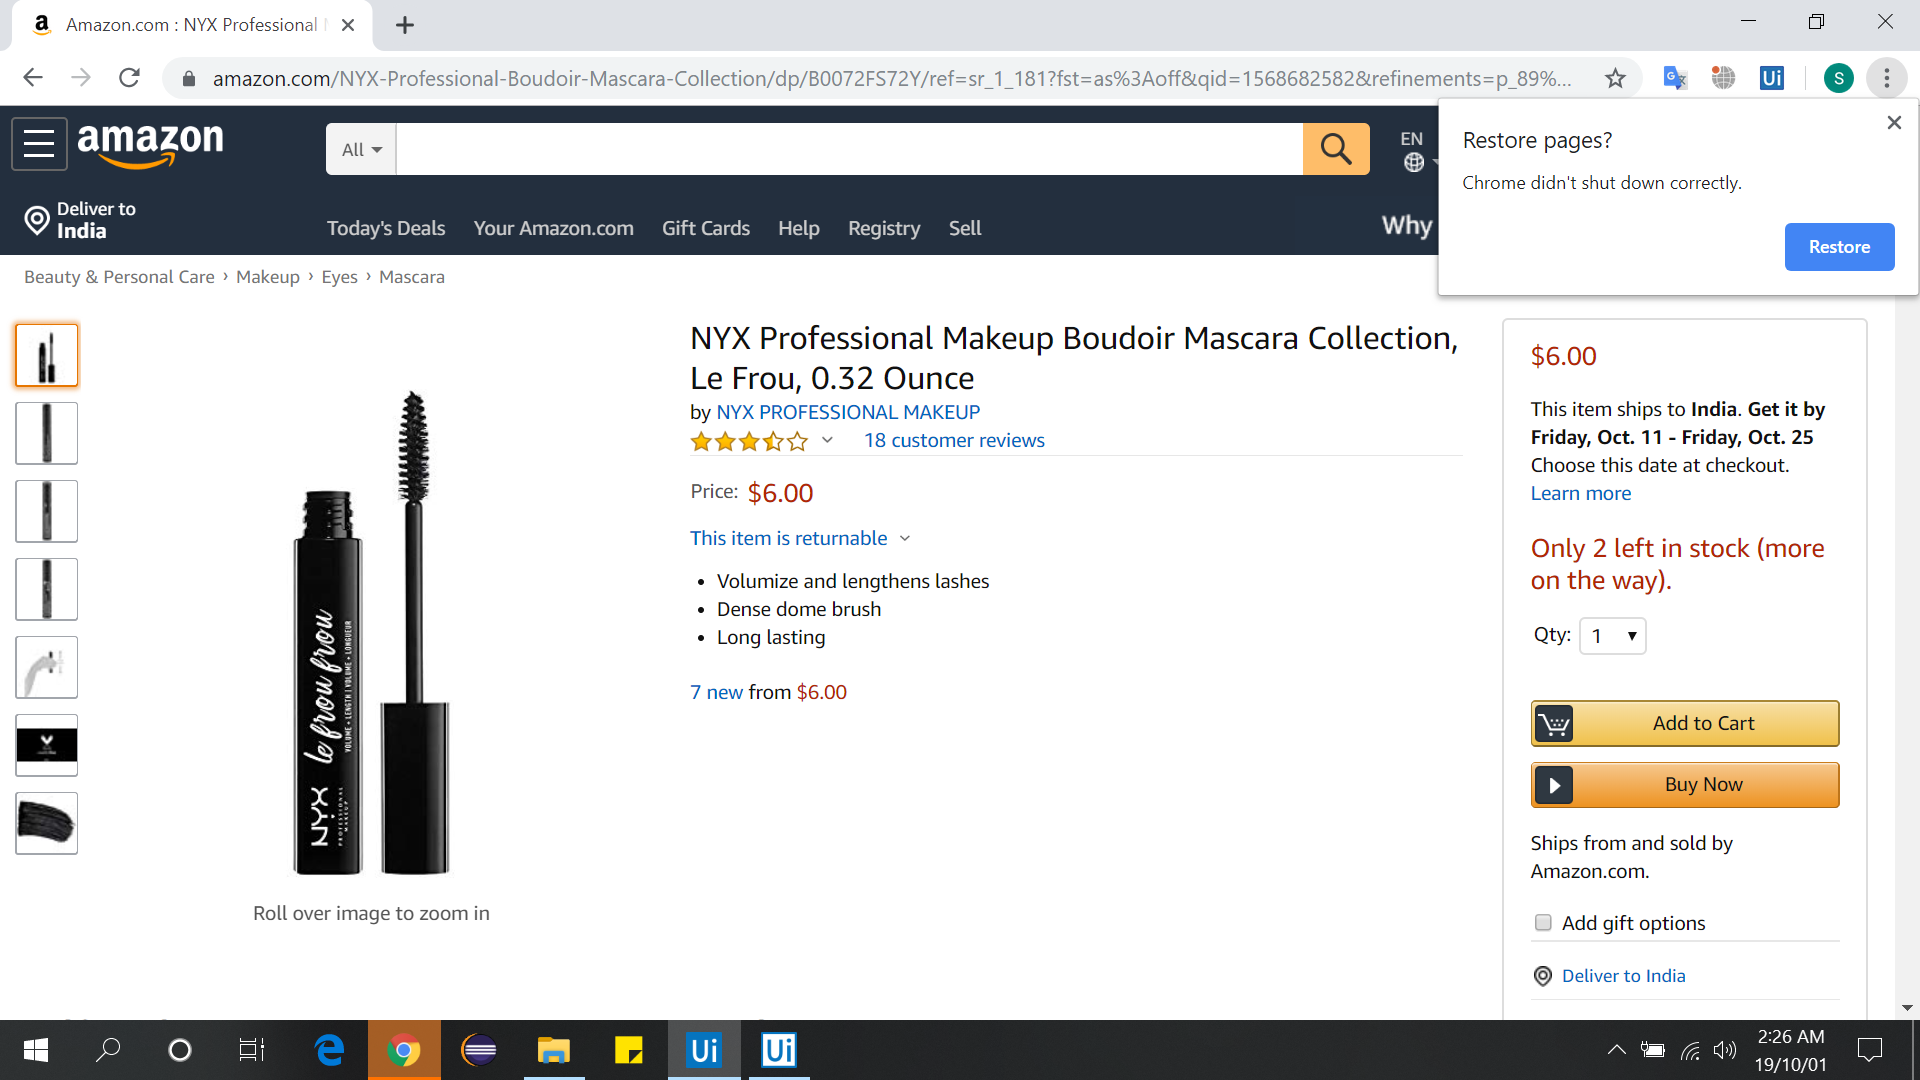 Amazon.com : NYX Professional
amazon.com/NYX-Professional-Boudoir-Mascara-Collection/dp/B0072FS72Y/ref=sr_1_181?fst=as%3Aoff&qid=1568682582&refinements=p_89%...
S
Restore pages?
Chrome didn't shut down correctly.
Restore
amazon
All
EN
Deliver to
India
Today's Deals Your Amazon.com Gift Cards Help Registry Sell
Why
Beauty & Personal Care › Makeup › Eyes › Mascara
NYX Professional Makeup Boudoir Mascara Collection,
Le Frou, 0.32 Ounce
by NYX PROFESSIONAL MAKEUP
18 customer reviews
Price: $6.00
This item is returnable
• Volumize and lengthens lashes
• Dense dome brush
• Long lasting
7 new from $6.00
NYX
PROFESSIONAL
MAKEUP
le frou frou
VOLUME + LENGTH | VOLUME + LONGUEUR
Roll over image to zoom in
$6.00
This item ships to India. Get it by
Friday, Oct. 11 - Friday, Oct. 25
Choose this date at checkout.
Learn more
Only 2 left in stock (more
on the way).
Qty: 1
Add to Cart
Buy Now
Ships from and sold by
Amazon.com.
Add gift options
Deliver to India
Ui
Ui
Ui
2:26 AM
19/10/01